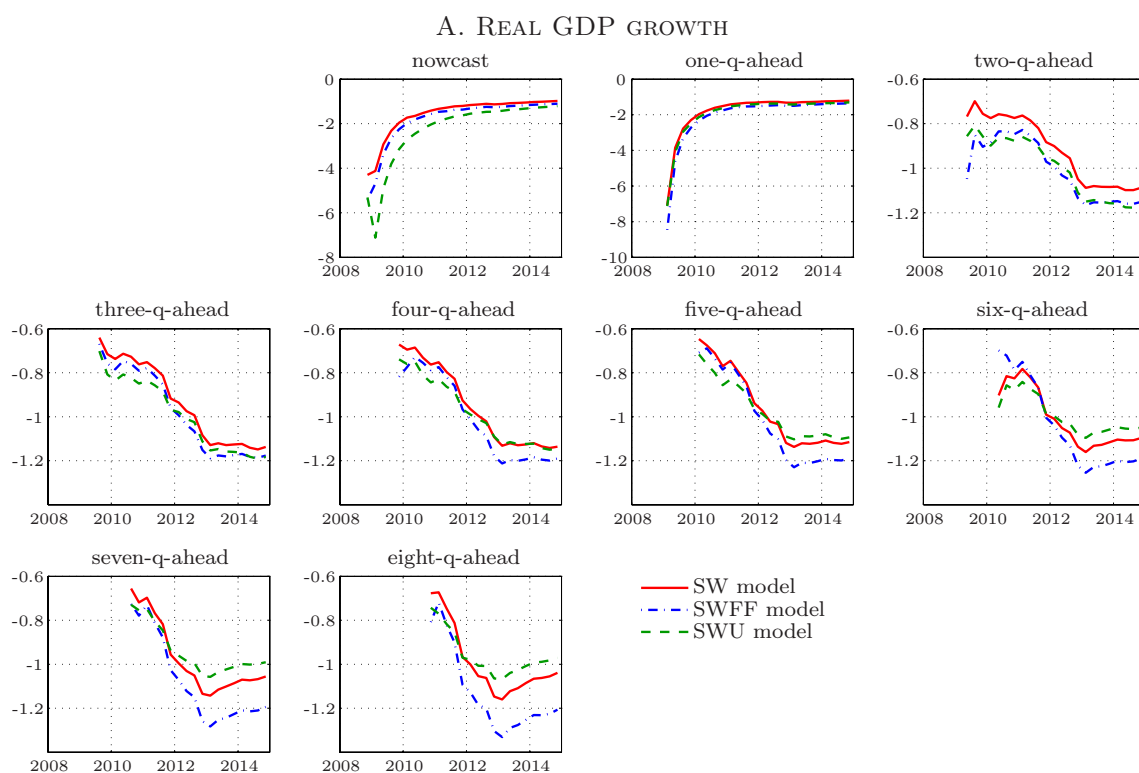 A. REAL GDP GROWTH
nowcast
one-q-ahead
two-q-ahead
0
-2
-4
-6
-8
2008 2010 2012 2014
0
-2
-4
-6
-8
-10
2008 2010 2012 2014
-0.6
-0.8
-1
-1.2
2008 2010 2012 2014
three-q-ahead
four-q-ahead
five-q-ahead
six-q-ahead
-0.6
-0.8
-1
-1.2
2008 2010 2012 2014
-0.6
-0.8
-1
-1.2
2008 2010 2012 2014
-0.6
-0.8
-1
-1.2
2008 2010 2012 2014
-0.6
-0.8
-1
-1.2
2008 2010 2012 2014
seven-q-ahead
eight-q-ahead
-0.6
-0.8
-1
-1.2
2008 2010 2012 2014
-0.6
-0.8
-1
-1.2
2008 2010 2012 2014
SW model
SWFF model
SWU model